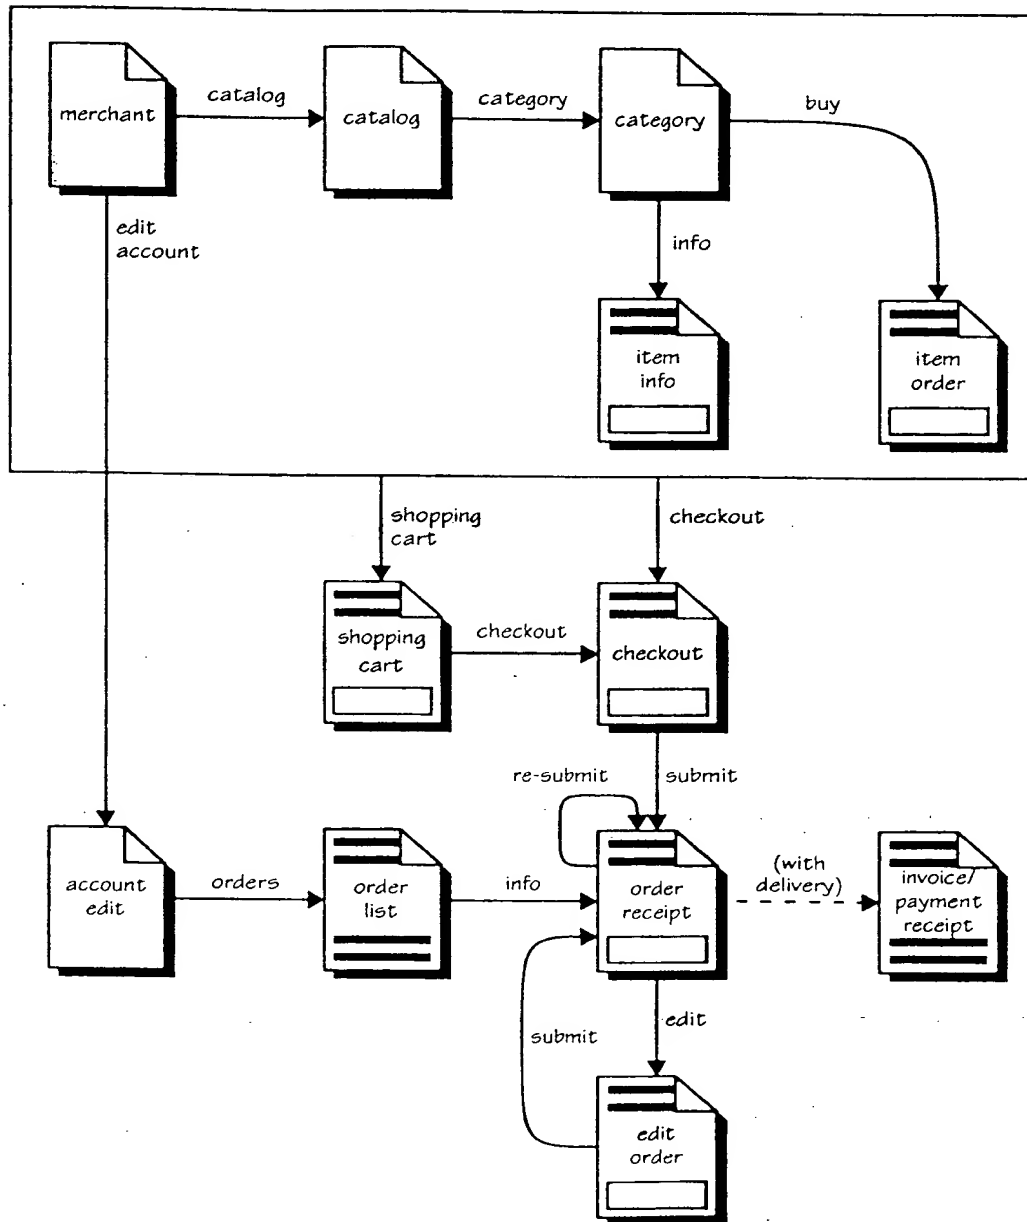 merchant
catalog
catalog
category
category
buy
edit
account
info
item
info
item
order
shopping
cart
checkout
shopping
cart
checkout
checkout
re-submit
submit
account
edit
orders
order
list
info
order
receipt
(with
delivery)
invoice/
payment
receipt
submit
edit
edit
order